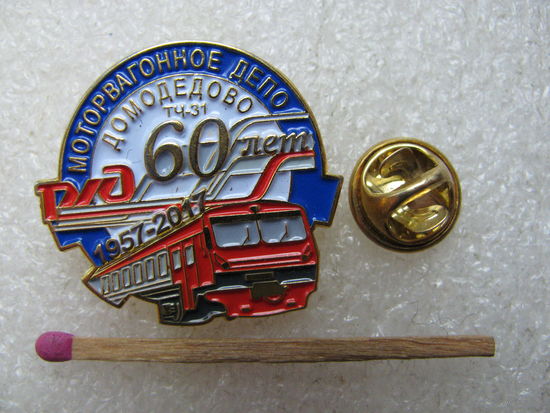 МОТОРВАГОННОЕ ДЕПО
ДОМОДЕДОВО
ТЧ-31
60 лет
РЖД
1957-2017